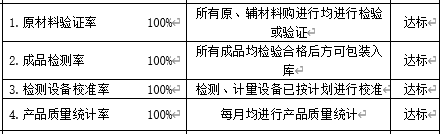 1.原材料验证率 100% 所有原、辅材料购进行均进行检验或验证 达标
2.成品检测率 100% 所有成品均检验合格后方可包装入库 达标
3.检测设备校准率 100% 检测、计量设备已按计划进行校准 达标
4.产品质量统计率 100% 每月均进行产品质量统计 达标